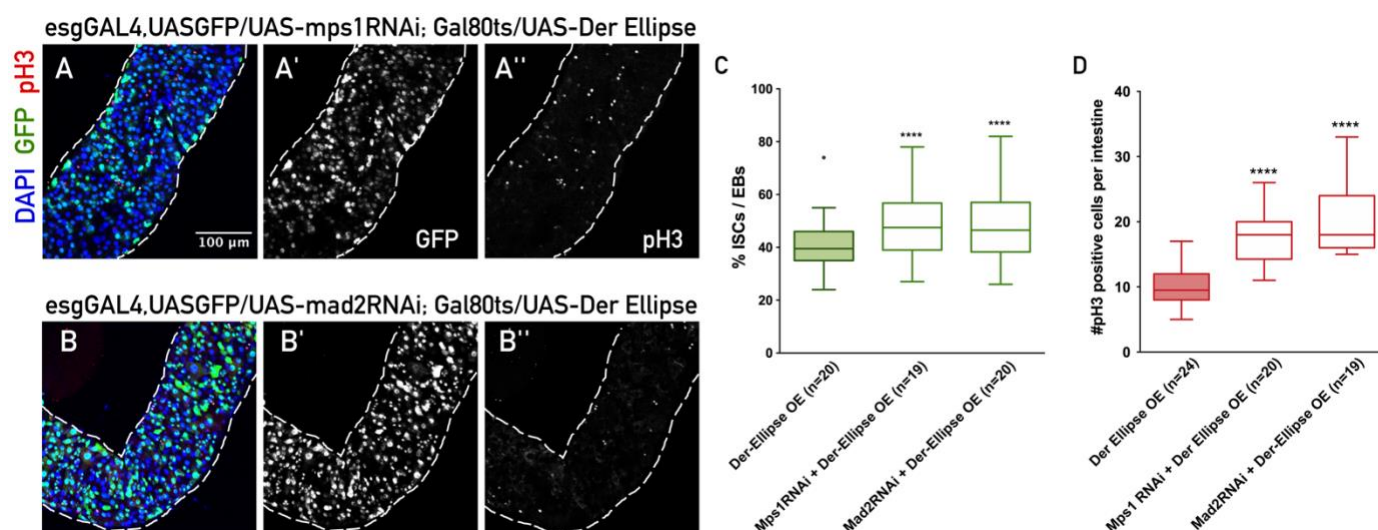 esgGAL4,UASGFP/UAS-mps1RNAi; Gal80ts/UAS-Der Ellipse
DAPI GFP pH3
A
A'
A''
100 µm
GFP
pH3
esgGAL4,UASGFP/UAS-mad2RNAi; Gal80ts/UAS-Der Ellipse
B
B'
B''
C
% ISCs / EBs
100
80
60
40
20
0
*
****
****
Der-Ellipse OE (n=20)
Mps1RNAi + Der-Ellipse OE (n=19)
Mad2RNAi + Der-Ellipse OE (n=20)
D
#pH3 positive cells per intestine
40
30
20
10
0
****
****
Der Ellipse OE (n=24)
Mps1 RNAi + Der Ellipse OE (n=20)
Mad2RNAi + Der-Ellipse OE (n=19)